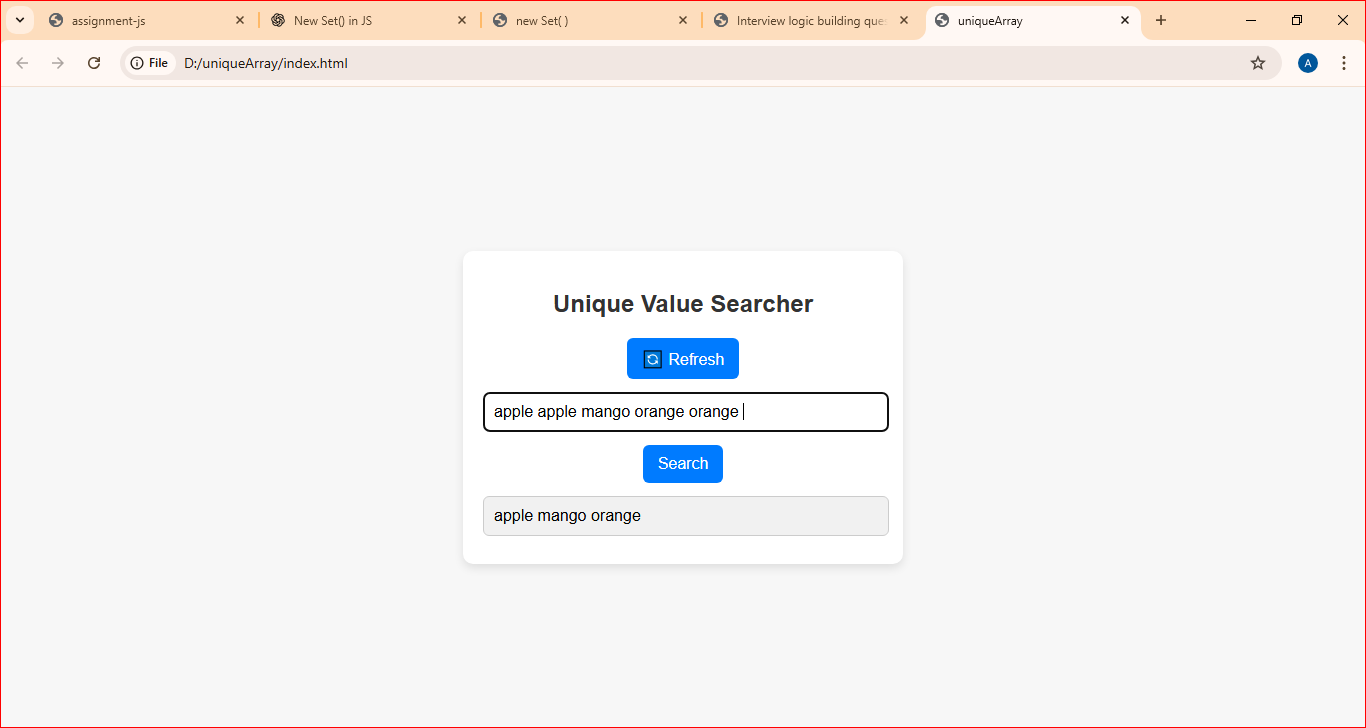 assignment-js
New Set() in JS
new Set( )
Interview logic building que
uniqueArray
File
D:/uniqueArray/index.html
A
Unique Value Searcher
Refresh
apple apple mango orange orange
Search
apple mango orange